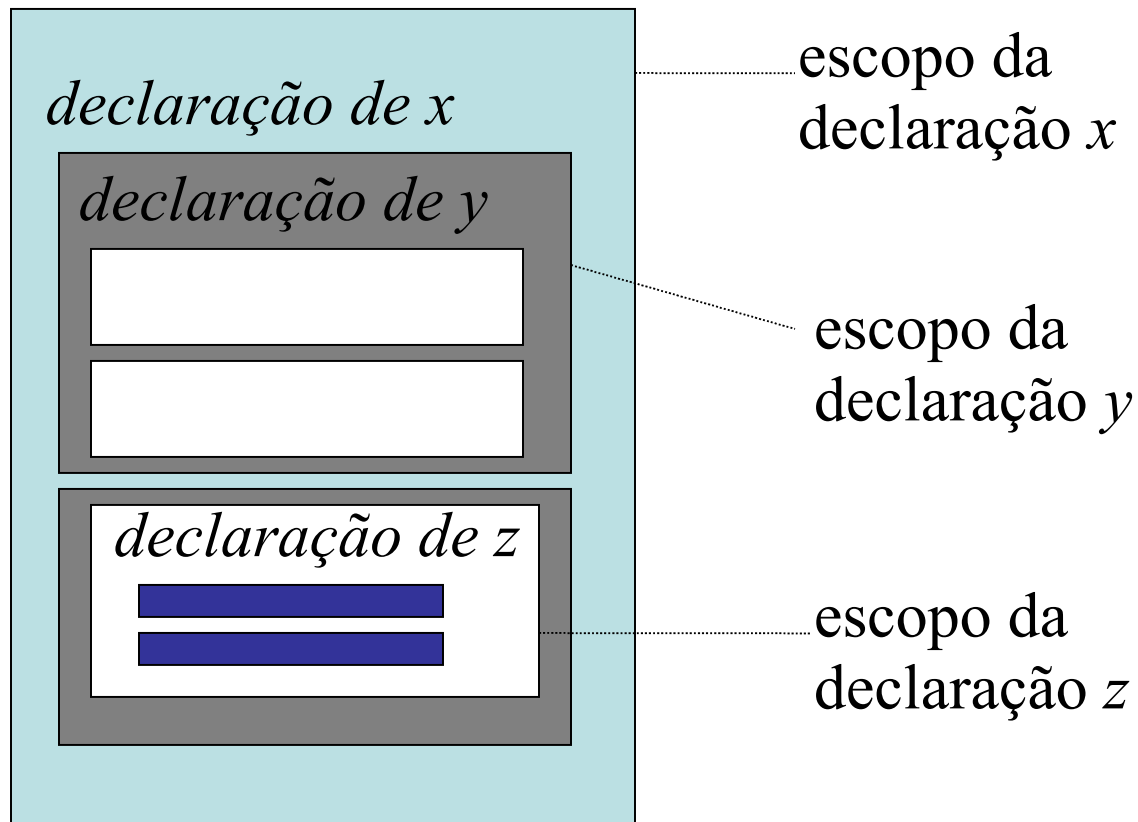 declaração de x
declaração de y
declaração de z
escopo da
declaração x
escopo da
declaração y
escopo da
declaração z